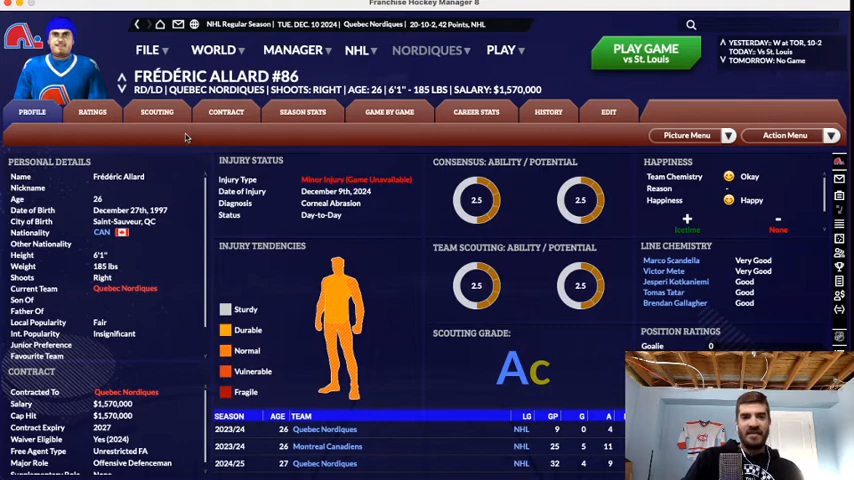 Franchise Hockey Manager 8
NHL Regular Season | TUE. DEC. 10 2024 | Quebec Nordiques | 20-10-2, 42 Points, NHL
FILE WORLD MANAGER NHL NORDIQUES PLAY
PLAY GAME
vs St. Louis
YESTERDAY:: W at TOR, 10-2
TODAY:: Vs St. Louis
TOMORROW: No Game
FRÉDÉRIC ALLARD #86
RD/LD | QUEBEC NORDIQUES | SHOOTS: RIGHT | AGE: 26 | 6'1" - 185 LBS | SALARY: $1,570,000
PROFILE RATINGS SCOUTING CONTRACT SEASON STATS GAME BY GAME CAREER STATS HISTORY EDIT
Picture Menu Action Menu
PERSONAL DETAILS
Name Frédéric Allard
Nickname
Age 26
Date of Birth December 27th, 1997
City of Birth Saint-Sauveur, QC
Nationality CAN
Other Nationality
Height 6'1"
Weight 185 lbs
Shoots Right
Current Team Quebec Nordiques
Son Of
Father Of
Local Popularity Fair
Int. Popularity Insignificant
Junior Preference
Favourite Team
CONTRACT
Contracted To Quebec Nordiques
Salary $1,570,000
Cap Hit $1,570,000
Contract Expiry 2027
Waiver Eligible Yes (2024)
Free Agent Type Unrestricted FA
Major Role Offensive Defenceman
Supplementary Role None
INJURY STATUS
Injury Type Minor Injury (Game Unavailable)
Date of Injury December 9th, 2024
Diagnosis Corneal Abrasion
Status Day-to-Day
INJURY TENDENCIES
Sturdy
Durable
Normal
Vulnerable
Fragile
CONSENSUS: ABILITY / POTENTIAL
2.5 2.5
TEAM SCOUTING: ABILITY / POTENTIAL
2.5 2.5
SCOUTING GRADE:
Ac
HAPPINESS
Team Chemistry Okay
Reason -
Happiness Happy
+ -
Icetime None
LINE CHEMISTRY
Marco Scandella Very Good
Victor Mete Very Good
Jesperi Kotkaniemi Good
Tomas Tatar Good
Brendan Gallagher Good
POSITION RATINGS
Goalie 0
SEASON AGE TEAM LG GP G A
2023/24 26 Quebec Nordiques NHL 9 0 4
2023/24 26 Montreal Canadiens NHL 25 5 11
2024/25 27 Quebec Nordiques NHL 32 4 9